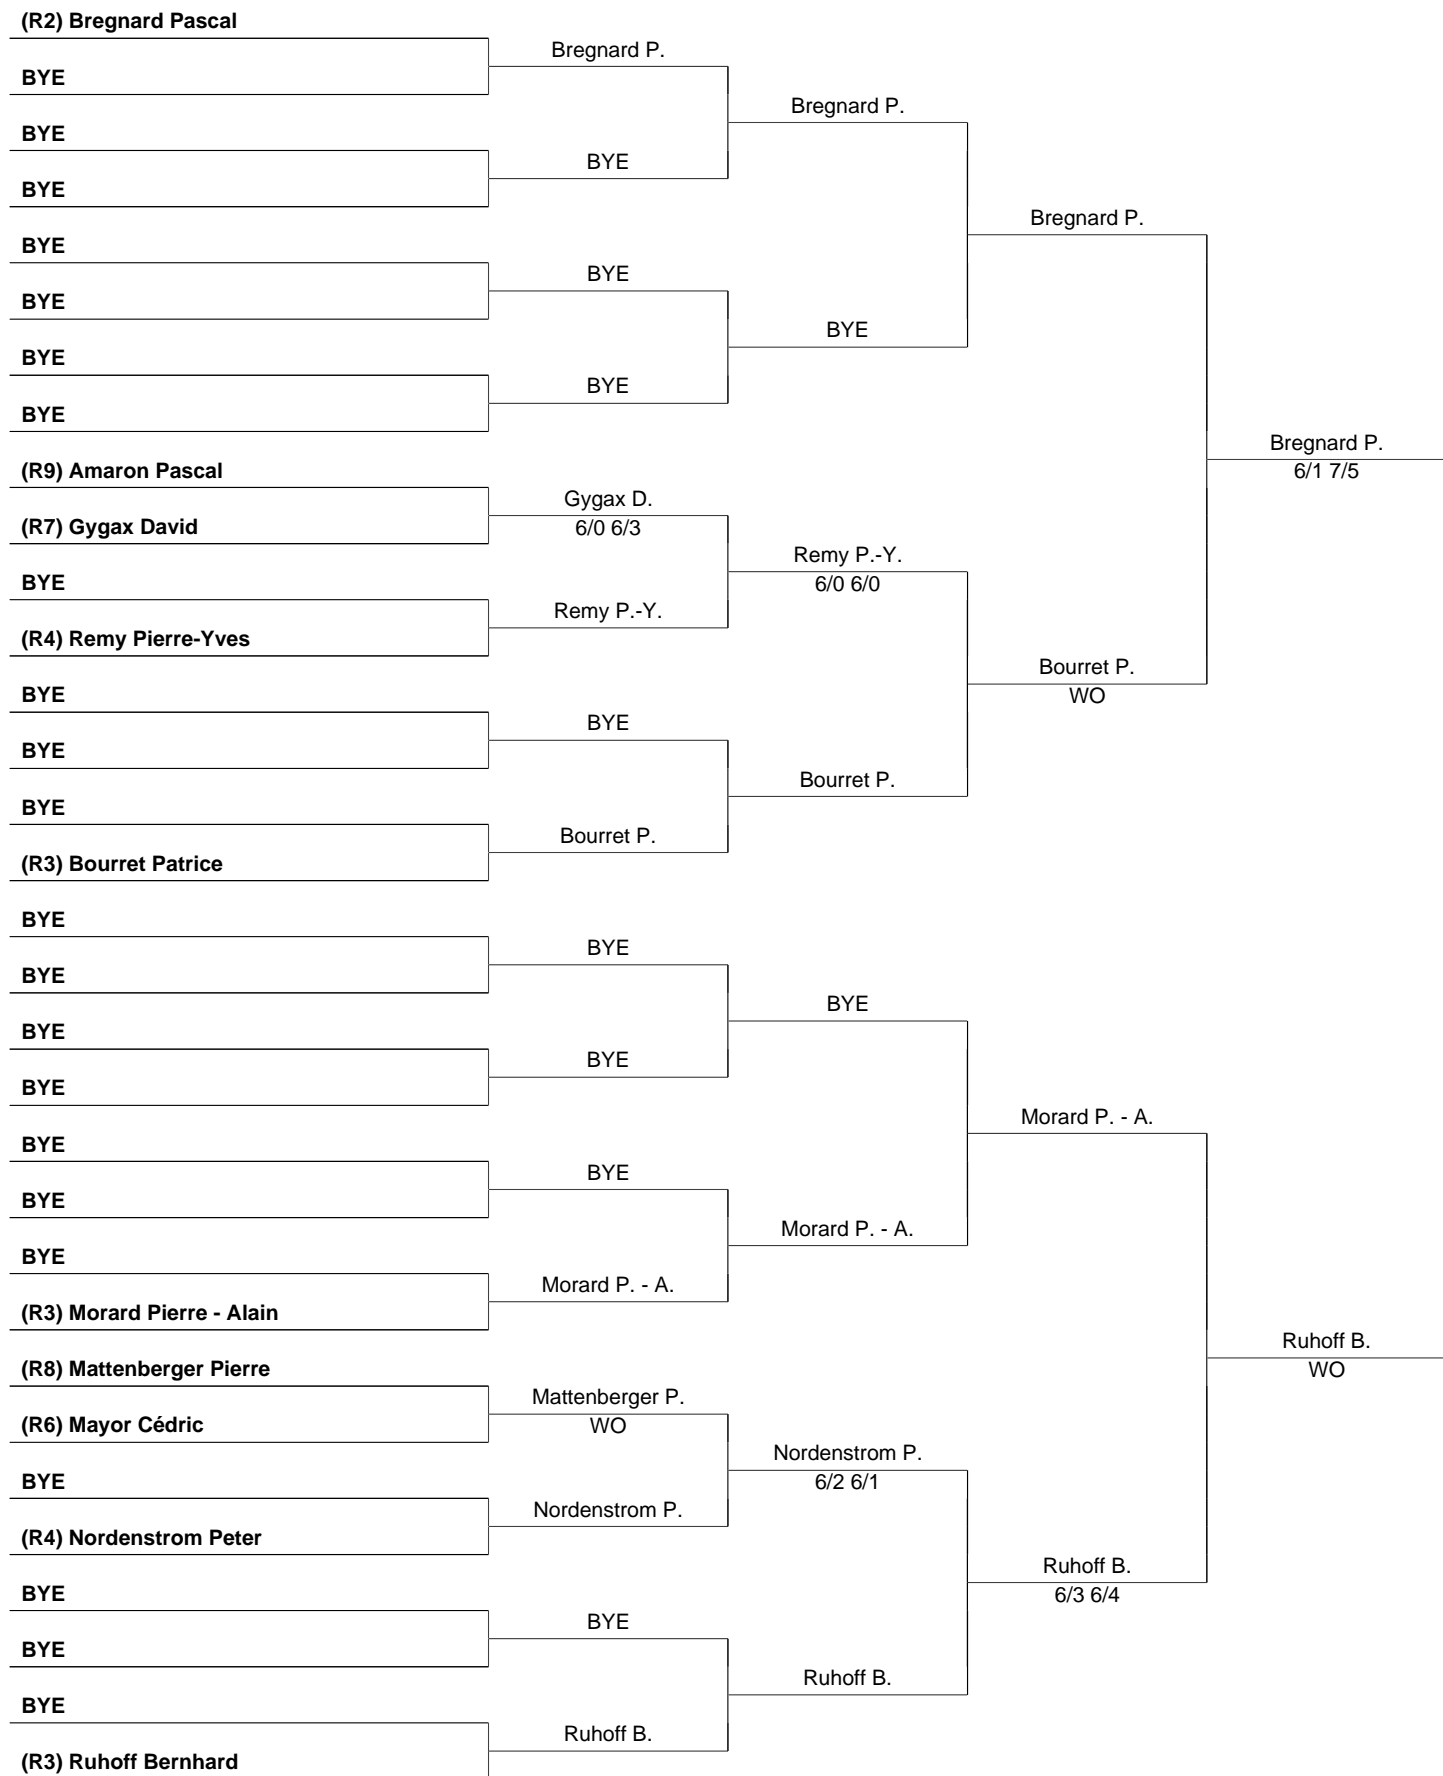 (R2) Bregnard Pascal
Bregnard P.
BYE
Bregnard P.
BYE
BYE
BYE
Bregnard P.
BYE
BYE
BYE
BYE
BYE
BYE
BYE
Bregnard P.
6/1 7/5
(R9) Amaron Pascal
Gygax D.
6/0 6/3
(R7) Gygax David
Remy P.-Y.
6/0 6/0
BYE
Remy P.-Y.
(R4) Remy Pierre-Yves
Bourret P.
WO
BYE
BYE
BYE
Bourret P.
BYE
Bourret P.
(R3) Bourret Patrice
BYE
BYE
BYE
BYE
BYE
BYE
BYE
Morard P. - A.
BYE
BYE
BYE
Morard P. - A.
BYE
Morard P. - A.
(R3) Morard Pierre - Alain
Ruhoff B.
WO
(R8) Mattenberger Pierre
Mattenberger P.
WO
(R6) Mayor Cédric
Nordenstrom P.
6/2 6/1
BYE
Nordenstrom P.
(R4) Nordenstrom Peter
Ruhoff B.
6/3 6/4
BYE
BYE
BYE
Ruhoff B.
BYE
Ruhoff B.
(R3) Ruhoff Bernhard